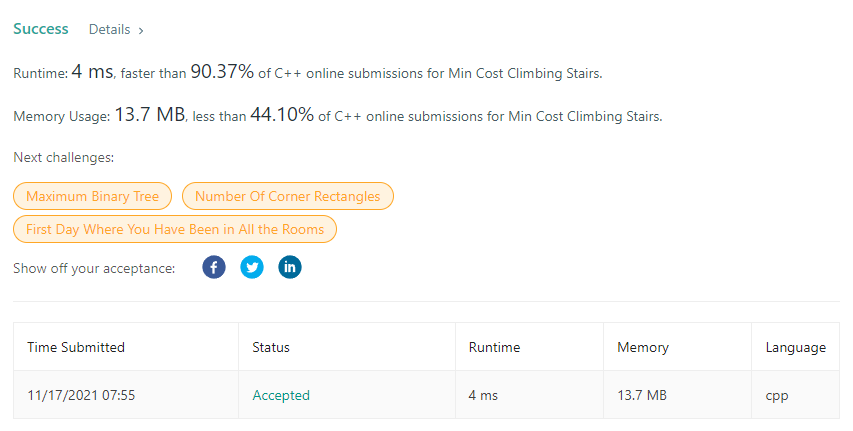 Success Details >
Runtime: 4 ms, faster than 90.37% of C++ online submissions for Min Cost Climbing Stairs.
Memory Usage: 13.7 MB, less than 44.10% of C++ online submissions for Min Cost Climbing Stairs.
Next challenges:
Maximum Binary Tree Number Of Corner Rectangles
First Day Where You Have Been in All the Rooms
Show off your acceptance: f in
Time Submitted Status Runtime Memory Language
11/17/2021 07:55 Accepted 4 ms 13.7 MB cpp